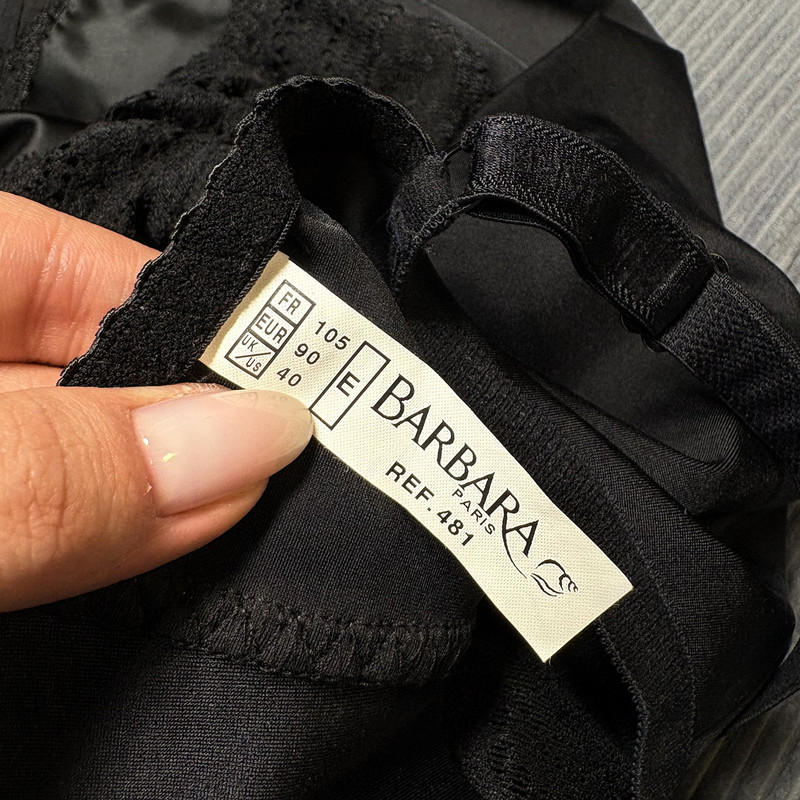 FR 105
EUR 90
UK/US 40
E
BARBARA
PARIS
REF.481